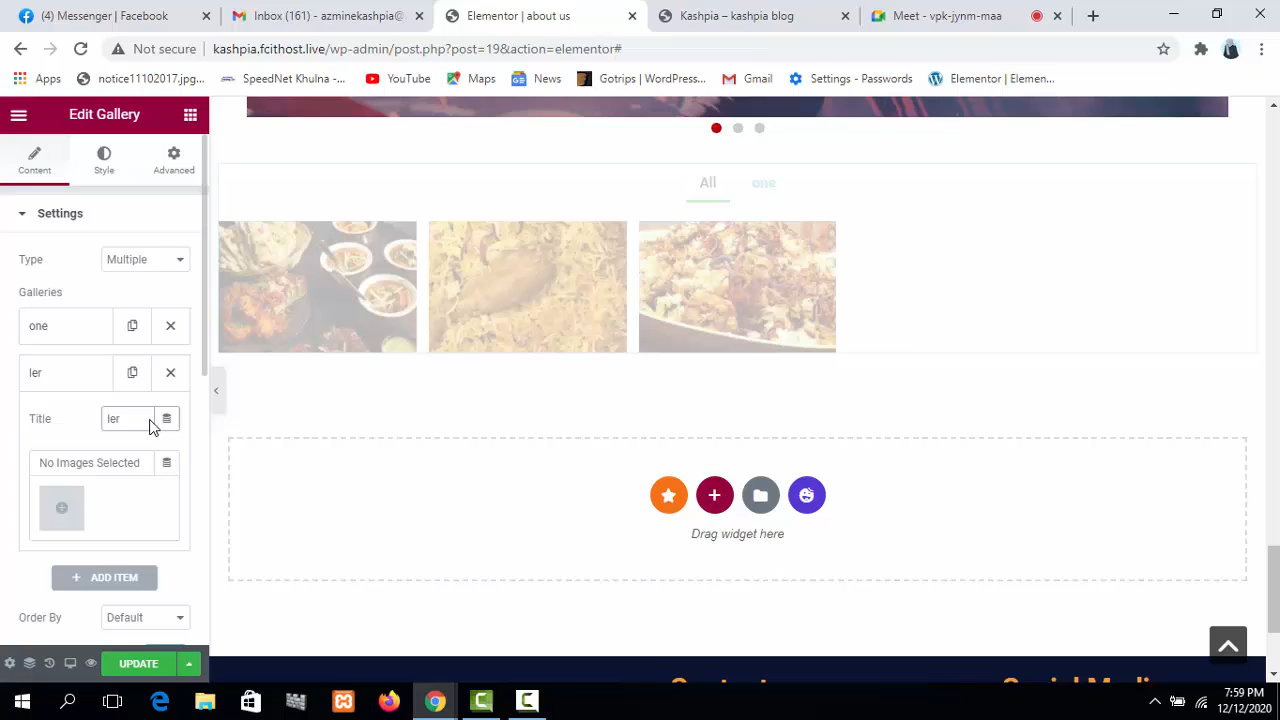 (4) Messenger | Facebook
Inbox (161) - azminekashpia@
Elementor | about us
Kashpia – kashpia blog
Meet - vpk-jynm-maa
Not secure
kashpia.fcithost.live/wp-admin/post.php?post=19&action=elementor#
Apps
notice11102017.jpg...
SpeedNet Khulna -...
YouTube
Maps
News
Gotrips | WordPress...
Gmail
Settings - Passwords
Elementor | Elemen...
Edit Gallery
Content
Style
Advanced
Settings
Type
Multiple
Galleries
one
ler
Title
ler
No Images Selected
ADD ITEM
Order By
Default
UPDATE
All
one
Drag widget here
7:59 PM
12/12/2020